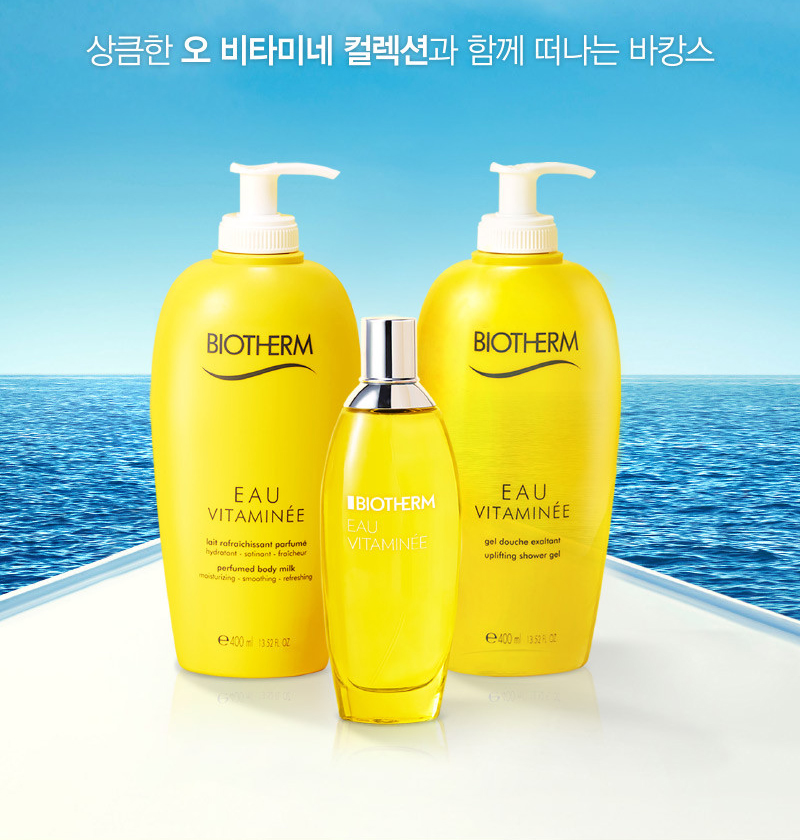 상큼한 오 비타미네 컬렉션과 함께 떠나는 바캉스
BIOTHERM
EAU
VITAMINÉE
lait rafraîchissant parfumé
hydratant - satinant - fraîcheur
perfumed body milk
moisturizing - smoothing - refreshing
℮400 ml 13.52 FL. OZ.
BIOTHERM
EAU
VITAMINÉE
BIOTHERM
EAU
VITAMINÉE
gel douche exaltant
uplifting shower gel
℮400 ml 13.52 FL. OZ.